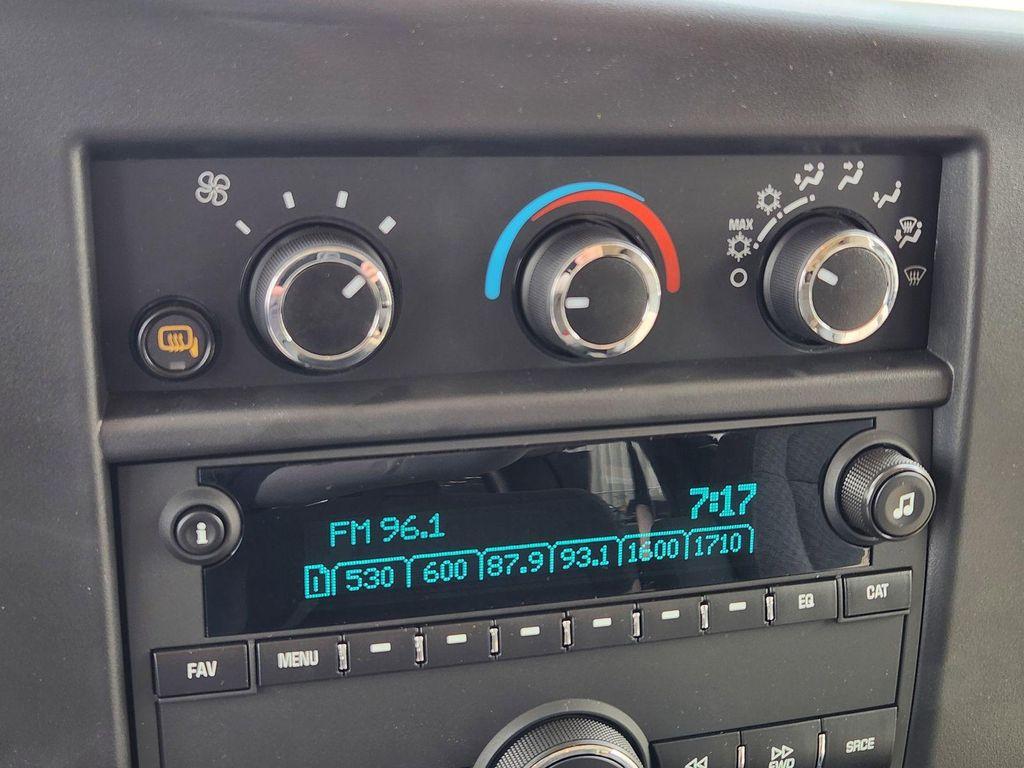 MAX
7:17
FM 96.1
530 600 87.9 93.1 1600 1710
i
FAV MENU EQ CAT
FWD SRCE